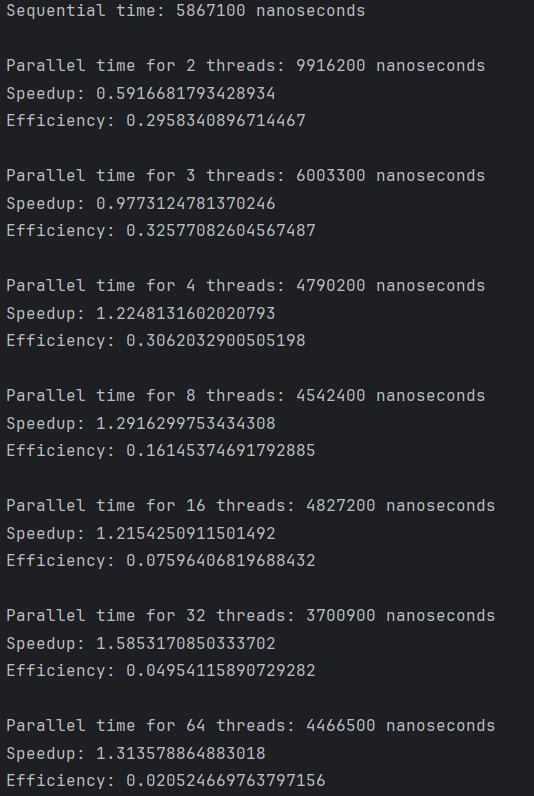 Sequential time: 5867100 nanoseconds
Parallel time for 2 threads: 9916200 nanoseconds
Speedup: 0.5916681793428934
Efficiency: 0.2958340896714467
Parallel time for 3 threads: 6003300 nanoseconds
Speedup: 0.9773124781370246
Efficiency: 0.32577082604567487
Parallel time for 4 threads: 4790200 nanoseconds
Speedup: 1.2248131602020793
Efficiency: 0.3062032900505198
Parallel time for 8 threads: 4542400 nanoseconds
Speedup: 1.2916299753434308
Efficiency: 0.16145374691792885
Parallel time for 16 threads: 4827200 nanoseconds
Speedup: 1.2154250911501492
Efficiency: 0.07596406819688432
Parallel time for 32 threads: 3700900 nanoseconds
Speedup: 1.5853170850333702
Efficiency: 0.04954115890729282
Parallel time for 64 threads: 4466500 nanoseconds
Speedup: 1.313578864883018
Efficiency: 0.020524669763797156